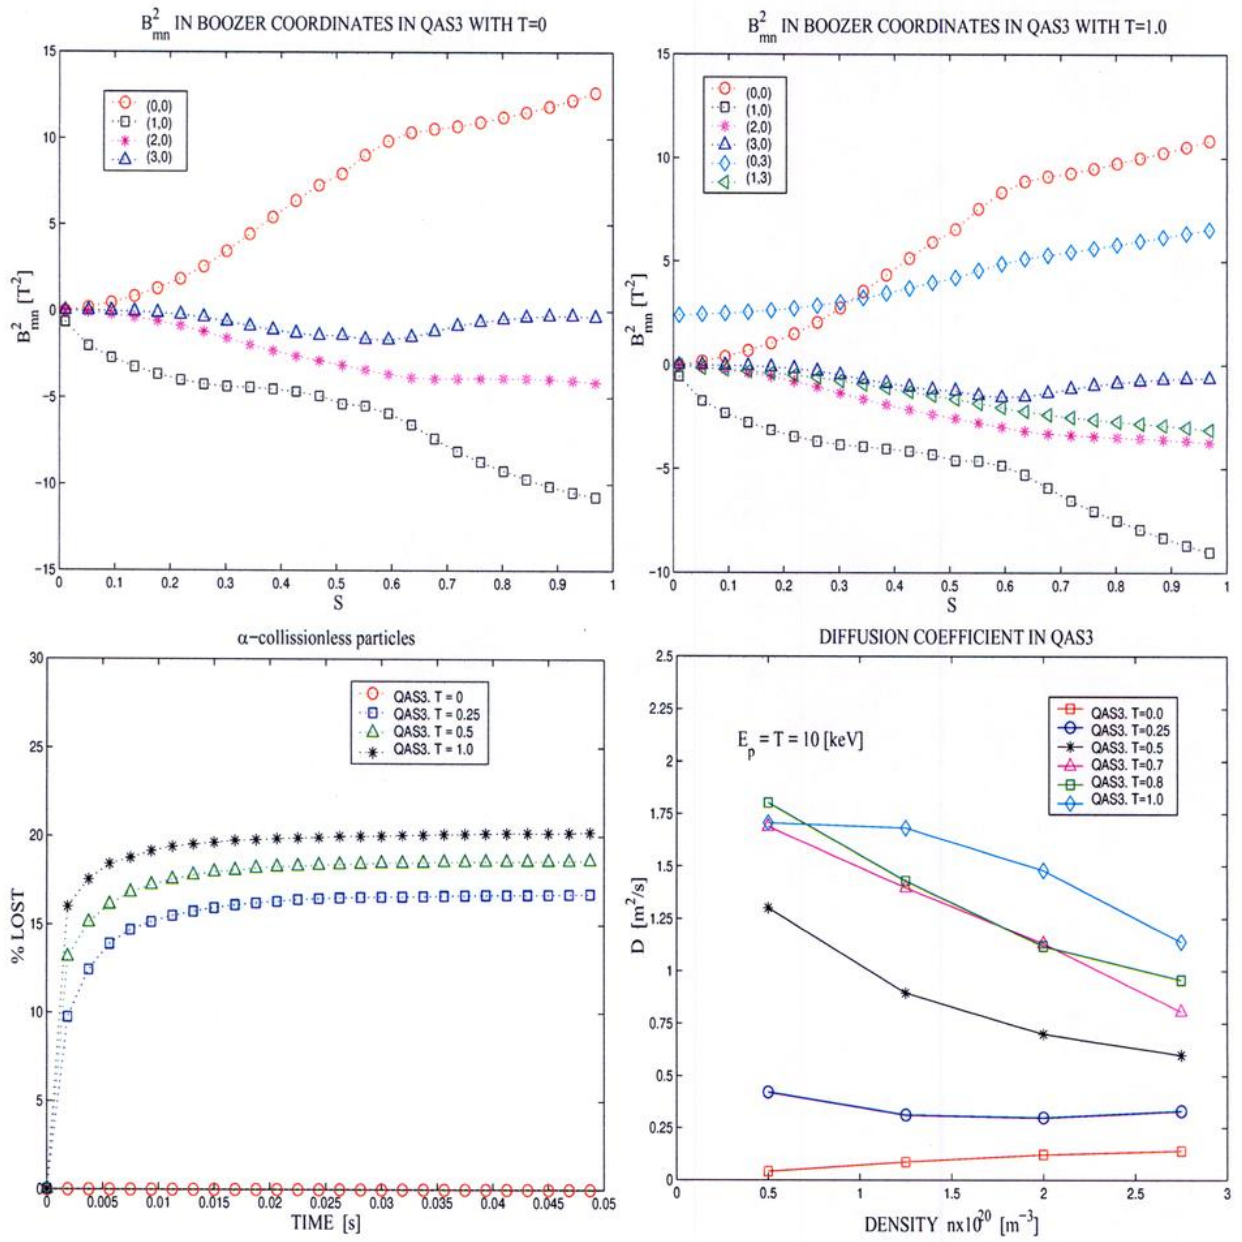 B²mn IN BOOZER COORDINATES IN QAS3 WITH T=0
15
10
5
0
−5
−10
−15
B²mn [T²]
(0,0)
(1,0)
(2,0)
(3,0)
0 0.1 0.2 0.3 0.4 0.5 0.6 0.7 0.8 0.9 1
S
B²mn IN BOOZER COORDINATES IN QAS3 WITH T=1.0
15
10
5
0
−5
−10
B²mn [T²]
(0,0)
(1,0)
(2,0)
(3,0)
(0,3)
(1,3)
0 0.1 0.2 0.3 0.4 0.5 0.6 0.7 0.8 0.9 1
S
α−collissionless particles
30
25
20
15
10
5
0
% LOST
QAS3. T = 0
QAS3. T = 0.25
QAS3. T = 0.5
QAS3. T = 1.0
0 0.005 0.01 0.015 0.02 0.025 0.03 0.035 0.04 0.045 0.05
TIME [s]
DIFFUSION COEFFICIENT IN QAS3
2.5
2.25
2
1.75
1.5
1.25
1
0.75
0.5
0.25
0
D [m²/s]
Ep = T = 10 [keV]
QAS3. T=0.0
QAS3. T=0.25
QAS3. T=0.5
QAS3. T=0.7
QAS3. T=0.8
QAS3. T=1.0
0 0.5 1 1.5 2 2.5 3
DENSITY nx10²⁰ [m⁻³]